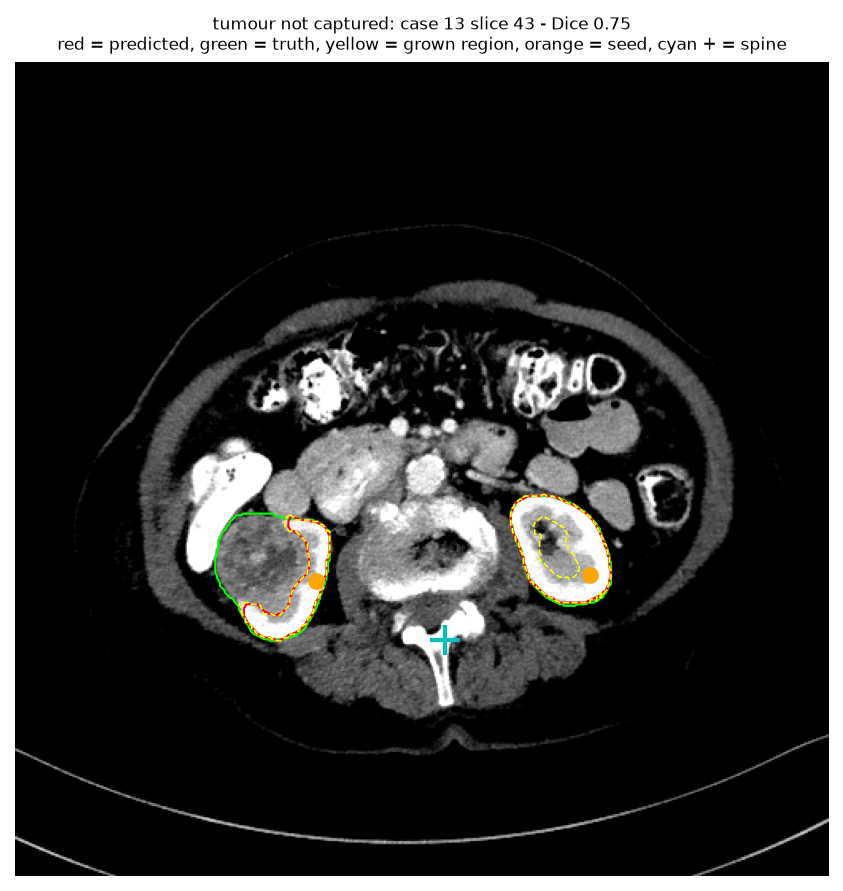 tumour not captured: case 13 slice 43 - Dice 0.75
red = predicted, green = truth, yellow = grown region, orange = seed, cyan + = spine